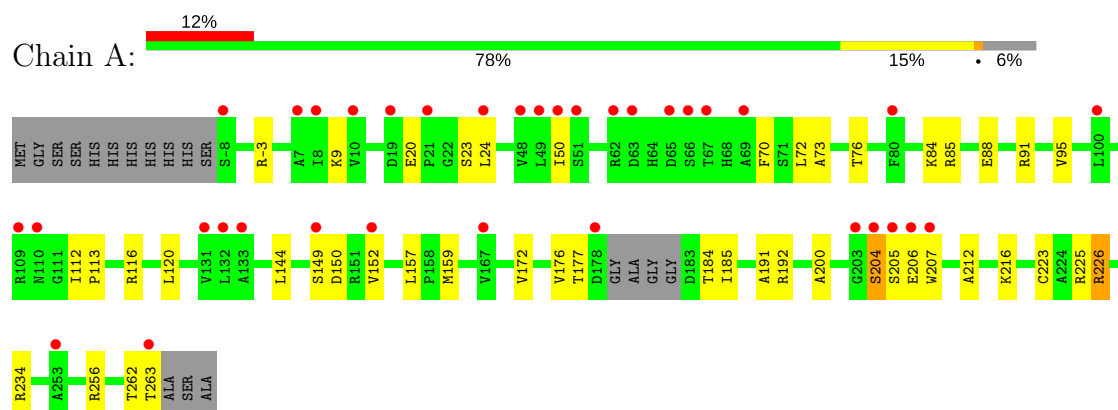 12%
Chain A:
78% 15% • 6%
MET GLY SER SER HIS HIS HIS HIS HIS HIS SER S-8 R-3 A7 I8 K9 V10 D19 E20 P21 G22 S23 L24 V48 L49 I50 S51 R62 D63 H64 D65 S66 T67 H68 A69 F70 S71 L72 A73 T76 F80 K84 R85 E88 R91 V95 L100
R109 N110 G111 I112 P113 R116 L120 V131 L132 A133 L144 S149 D150 R151 V152 L157 P158 M159 V167 V172 V176 T177 D178 GLY ALA GLY GLY D183 T184 I185 A191 R192 A200 G203 S204 S205 E206 W207 A212 K216 C223 A224 R225 R226
R234 A253 R256 T262 T263 ALA SER ALA